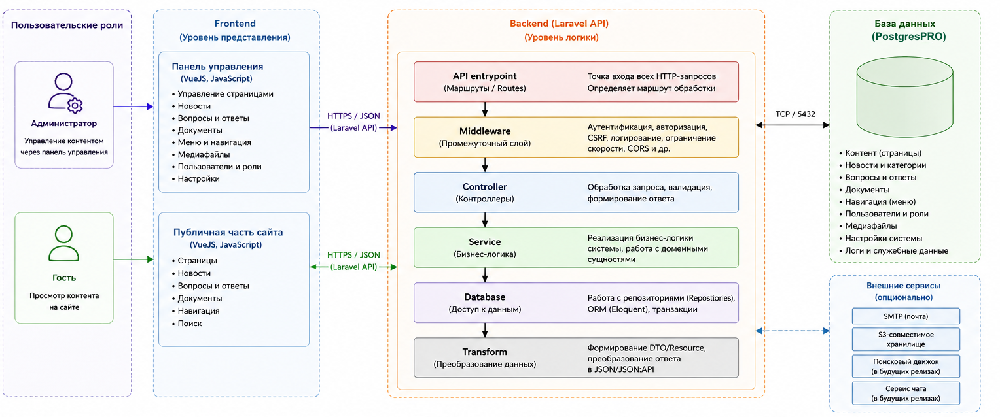 Пользовательские роли
Администратор
Управление контентом
через панель управления
Гость
Просмотр контента
на сайте
Frontend
(Уровень представления)
Панель управления
(VueJS, JavaScript)
• Управление страницами
• Новости
• Вопросы и ответы
• Документы
• Меню и навигация
• Медиафайлы
• Пользователи и роли
• Настройки
Публичная часть сайта
(VueJS, JavaScript)
• Страницы
• Новости
• Вопросы и ответы
• Документы
• Навигация
• Поиск
HTTPS / JSON
(Laravel API)
HTTPS / JSON
(Laravel API)
Backend (Laravel API)
(Уровень логики)
API entrypoint
(Маршруты / Routes)
Точка входа всех HTTP-запросов
Определяет маршрут обработки
Middleware
(Промежуточный слой)
Аутентификация, авторизация,
CSRF, логирование, ограничение
скорости, CORS и др.
Controller
(Контроллеры)
Обработка запроса, валидация,
формирование ответа
Service
(Бизнес-логика)
Реализация бизнес-логики
системы, работа с доменными
сущностями
Database
(Доступ к данным)
Работа с репозиториями (Repostiories),
ORM (Eloquent), транзакции
Transform
(Преобразование данных)
Формирование DTO/Resource,
преобразование ответа
в JSON/JSON:API
TCP / 5432
База данных
(PostgresPRO)
• Контент (страницы)
• Новости и категории
• Вопросы и ответы
• Документы
• Навигация (меню)
• Пользователи и роли
• Медиафайлы
• Настройки системы
• Логи и служебные данные
Внешние сервисы
(опционально)
SMTP (почта)
S3-совместимое
хранилище
Поисковый движок
(в будущих релизах)
Сервис чата
(в будущих релизах)